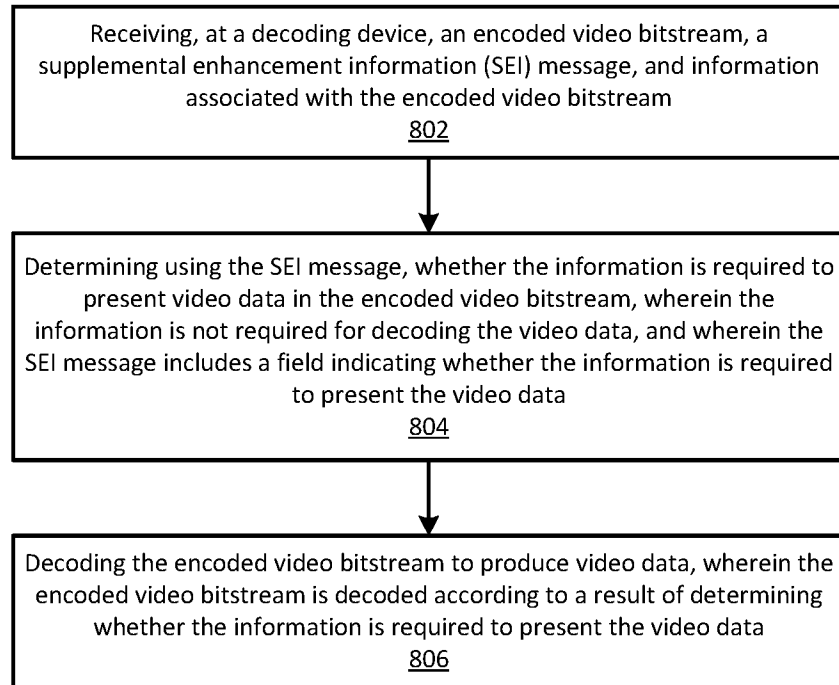 Receiving, at a decoding device, an encoded video bitstream, a
supplemental enhancement information (SEI) message, and information
associated with the encoded video bitstream
802
Determining using the SEI message, whether the information is required to
present video data in the encoded video bitstream, wherein the
information is not required for decoding the video data, and wherein the
SEI message includes a field indicating whether the information is required
to present the video data
804
Decoding the encoded video bitstream to produce video data, wherein the
encoded video bitstream is decoded according to a result of determining
whether the information is required to present the video data
806